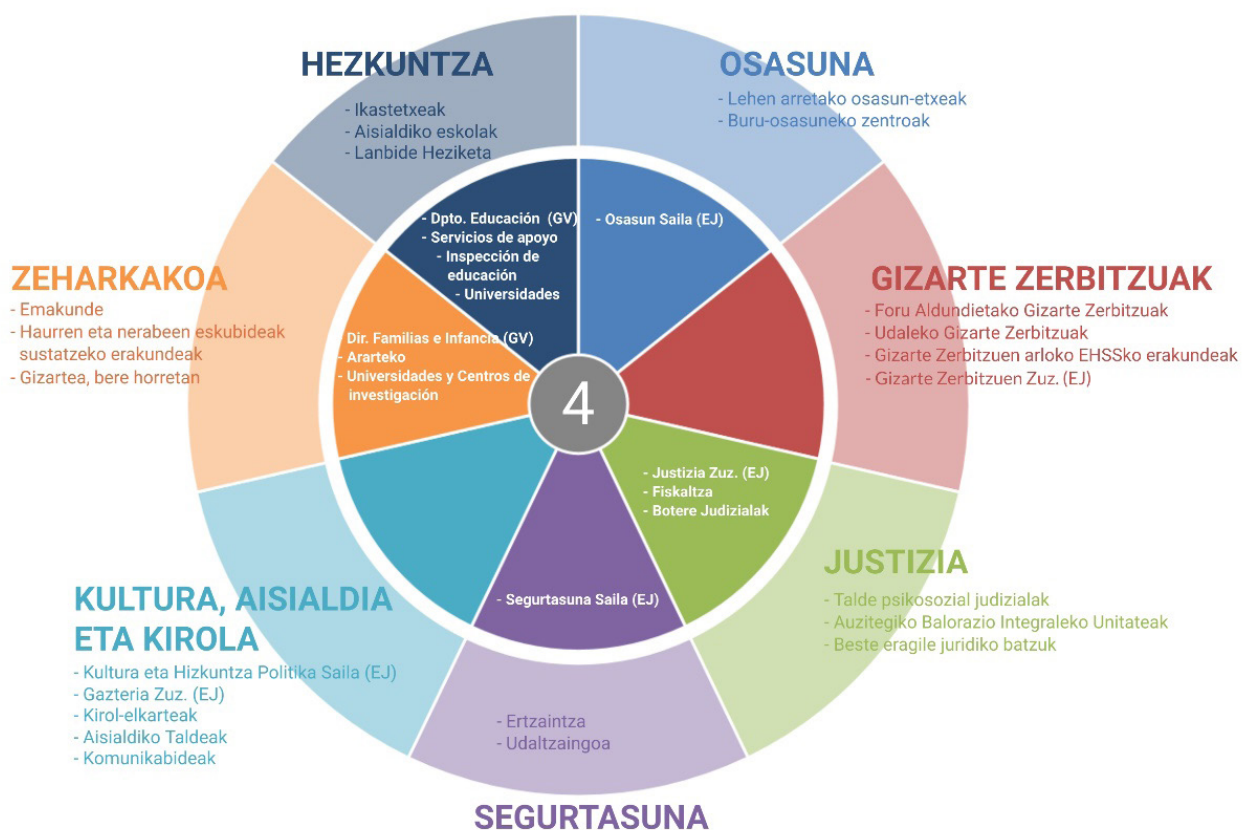 HEZKUNTZA
- Ikastetxeak
- Aisialdiko eskolak
- Lanbide Heziketa
OSASUNA
- Lehen arretako osasun-etxeak
- Buru-osasuneko zentroak
- Dpto. Educación (GV)
- Servicios de apoyo
- Inspección de
educación
- Universidades
- Osasun Saila (EJ)
ZEHARKAKOA
- Emakunde
- Haurren eta nerabeen eskubideak
sustatzeko erakundeak
- Gizartea, bere horretan
Dir. Familias e Infancia (GV)
- Ararteko
- Universidades y Centros de
investigación
GIZARTE ZERBITZUAK
- Foru Aldundietako Gizarte Zerbitzuak
- Udaleko Gizarte Zerbitzuak
- Gizarte Zerbitzuen arloko EHSSko erakundeak
- Gizarte Zerbitzuen Zuz. (EJ)
4
- Justizia Zuz. (EJ)
- Fiskaltza
- Botere Judizialak
JUSTIZIA
- Talde psikosozial judizialak
- Auzitegiko Balorazio Integraleko Unitateak
- Beste eragile juridiko batzuk
KULTURA, AISIALDIA
ETA KIROLA
- Kultura eta Hizkuntza Politika Saila (EJ)
- Gazteria Zuz. (EJ)
- Kirol-elkarteak
- Aisialdiko Taldeak
- Komunikabideak
- Segurtasuna Saila (EJ)
- Ertzaintza
- Udaltzaingoa
SEGURTASUNA